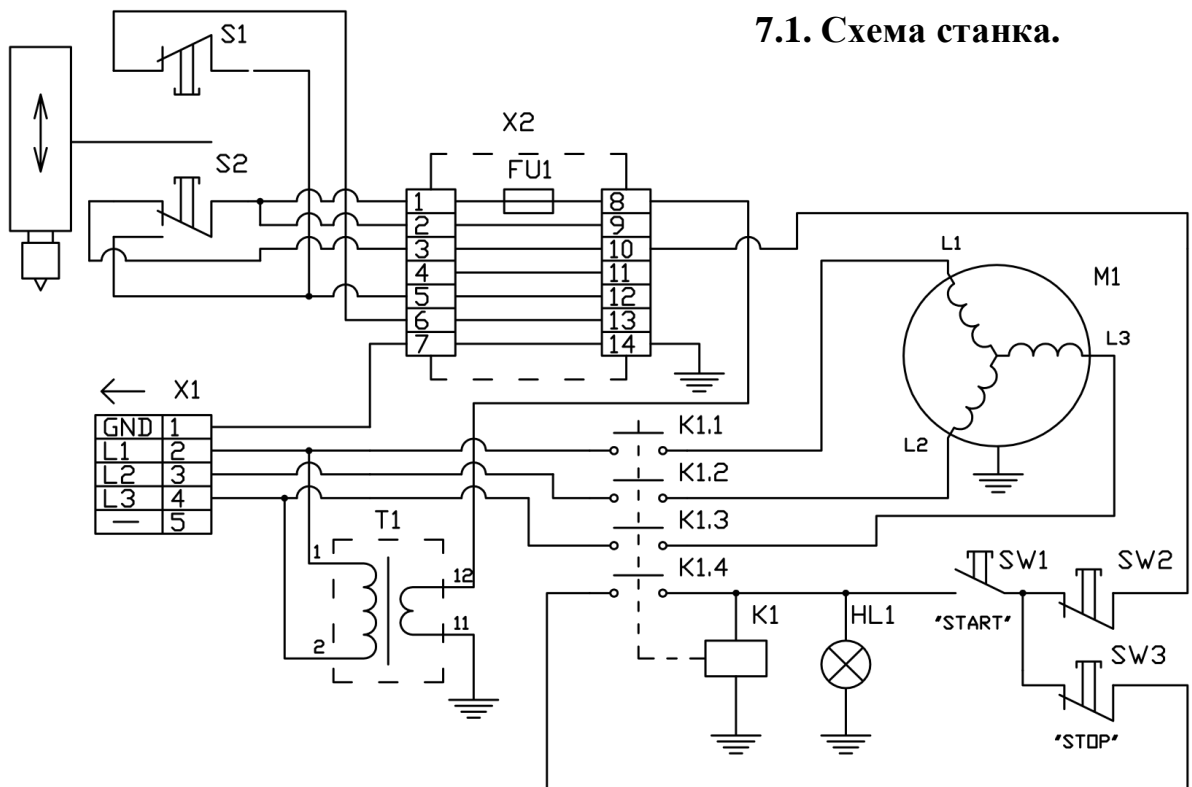 7.1. Схема станка.
S1
S2
X2
FU1
1 8
2 9
3 10
4 11
5 12
6 13
7 14
L1
M1
L3
L2
X1
GND 1
L1 2
L2 3
L3 4
— 5
K1.1
K1.2
K1.3
K1.4
T1
1
2
12
11
K1
HL1
SW1
"START"
SW2
SW3
"STOP"